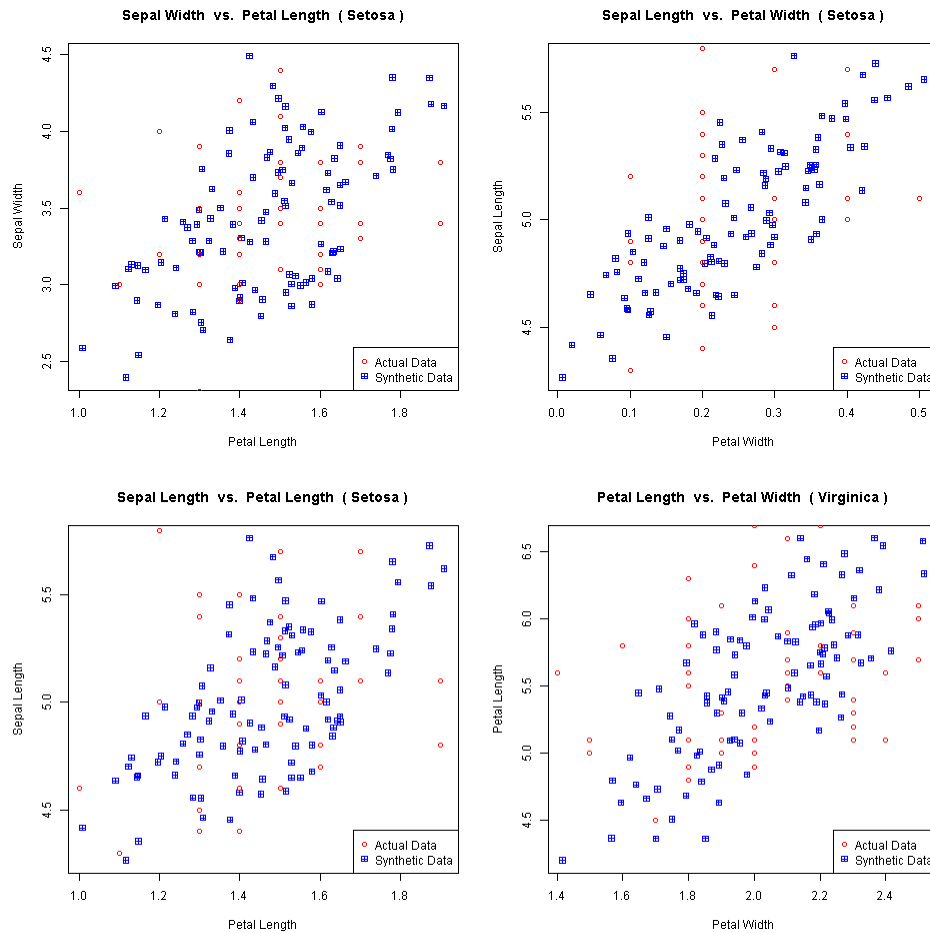 Sepal Width vs. Petal Length ( Setosa )
4.5
4.0
3.5
3.0
2.5
Sepal Width
1.0 1.2 1.4 1.6 1.8
Petal Length
Actual Data
Synthetic Data
Sepal Length vs. Petal Width ( Setosa )
5.5
5.0
4.5
Sepal Length
0.0 0.1 0.2 0.3 0.4 0.5
Petal Width
Actual Data
Synthetic Data
Sepal Length vs. Petal Length ( Setosa )
5.5
5.0
4.5
Sepal Length
1.0 1.2 1.4 1.6 1.8
Petal Length
Actual Data
Synthetic Data
Petal Length vs. Petal Width ( Virginica )
6.5
6.0
5.5
5.0
4.5
Petal Length
1.4 1.6 1.8 2.0 2.2 2.4
Petal Width
Actual Data
Synthetic Data